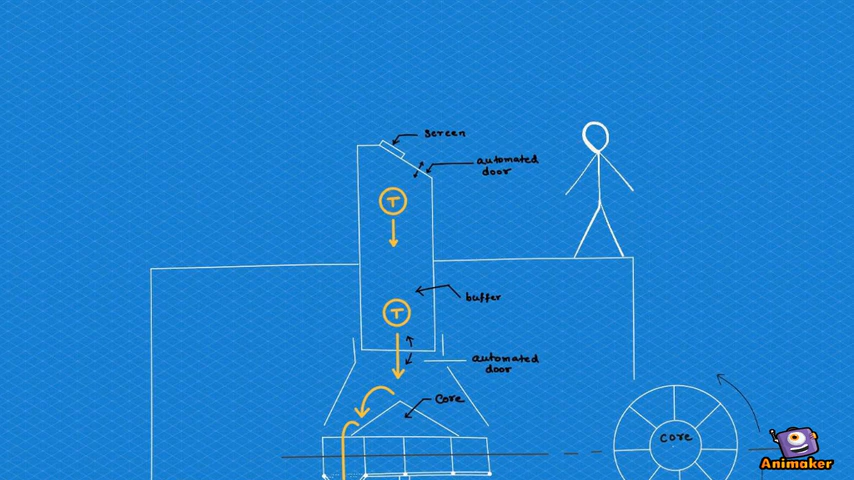 screen
automated
door
T
buffer
T
automated
door
Core
core
Animaker